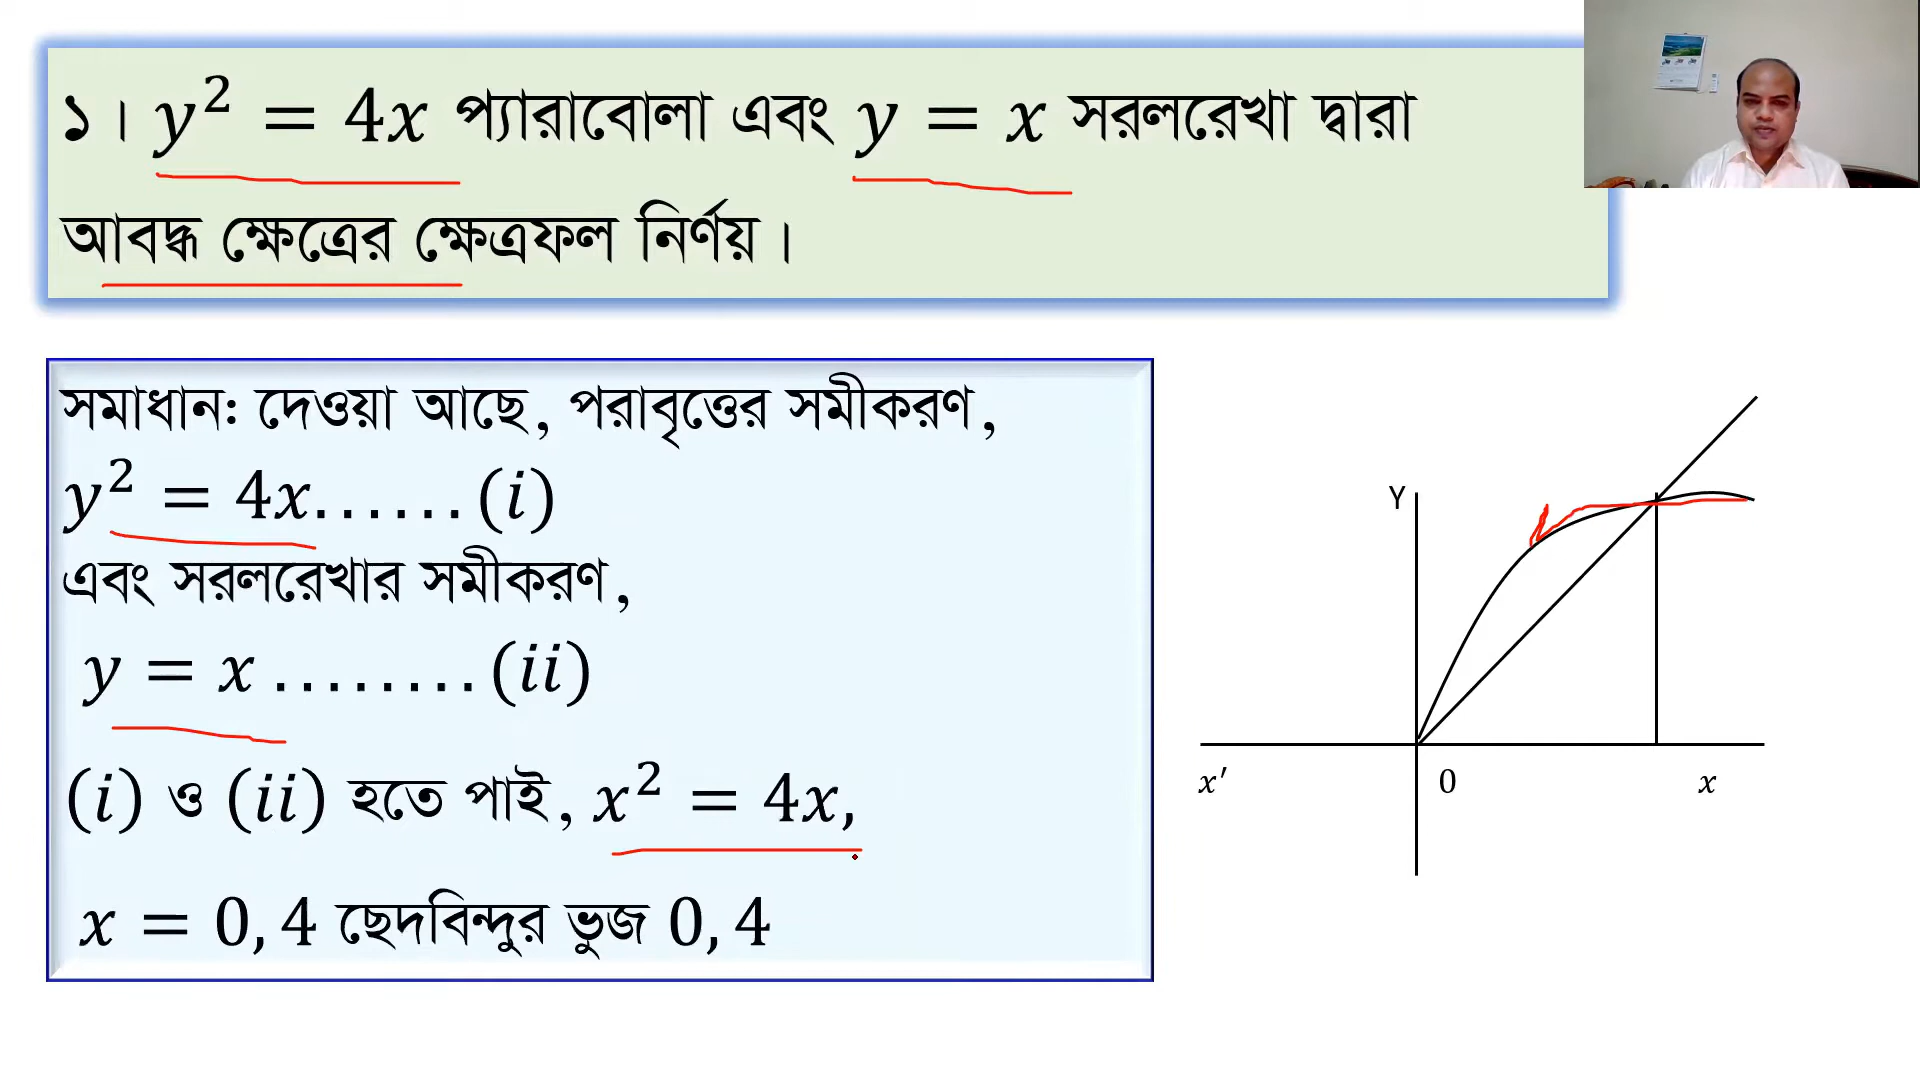 ১। y² = 4x প্যারাবোলা এবং y = x সরলরেখা দ্বারা
আবদ্ধ ক্ষেত্রের ক্ষেত্রফল নির্ণয়।
সমাধানঃ দেওয়া আছে, পরাবৃত্তের সমীকরণ,
y² = 4x......(i)
এবং সরলরেখার সমীকরণ,
y = x ........(ii)
(i) ও (ii) হতে পাই, x² = 4x,
x = 0, 4 ছেদবিন্দুর ভুজ 0, 4
Y
x′ 0 x